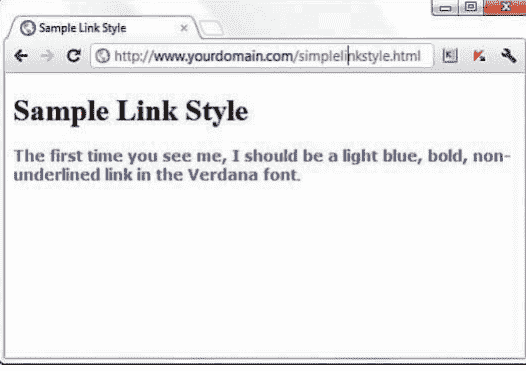 Sample Link Style
http://www.yourdomain.com/simplelinkstyle.html
Sample Link Style
The first time you see me, I should be a light blue, bold, non-
underlined link in the Verdana font.